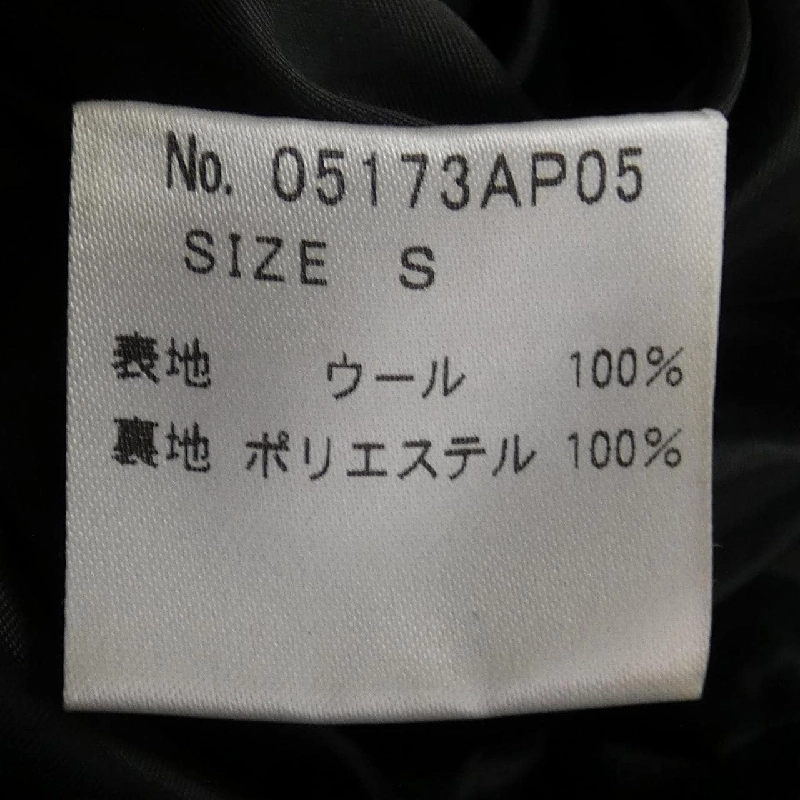 No. 05173AP05
SIZE S
表地 ウール 100%
裏地 ポリエステル 100%